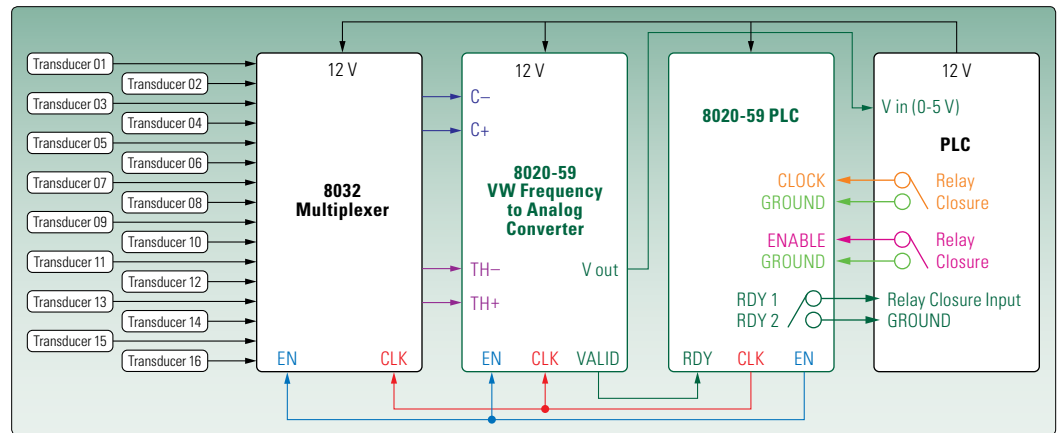 Transducer 01
Transducer 02
Transducer 03
Transducer 04
Transducer 05
Transducer 06
Transducer 07
Transducer 08
Transducer 09
Transducer 10
Transducer 11
Transducer 12
Transducer 13
Transducer 14
Transducer 15
Transducer 16
12 V
8032
Multiplexer
EN
CLK
12 V
C–
C+
8020-59
VW Frequency
to Analog
Converter
TH–
V out
TH+
EN
CLK
VALID
8020-59 PLC
CLOCK
GROUND
ENABLE
GROUND
RDY 1
RDY 2
RDY
CLK
EN
12 V
V in (0-5 V)
PLC
Relay
Closure
Relay
Closure
Relay Closure Input
GROUND